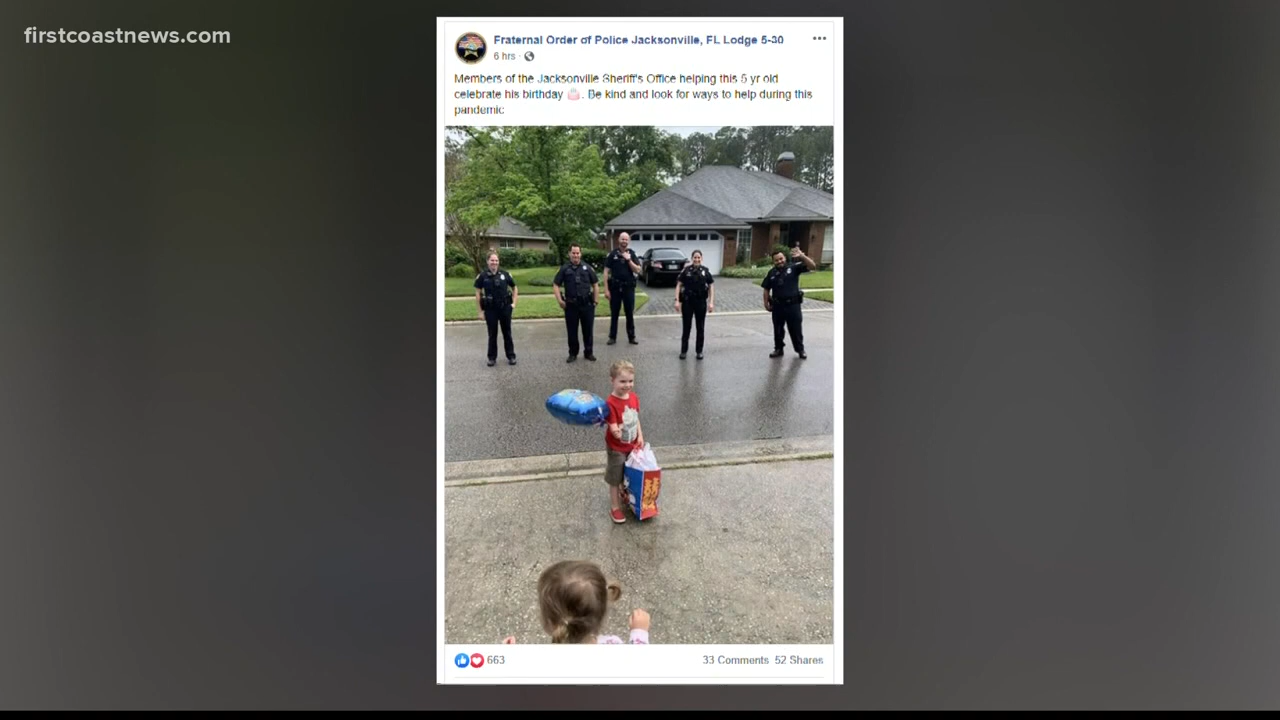 firstcoastnews.com
Fraternal Order of Police Jacksonville, FL Lodge 5-30
6 hrs ·
Members of the Jacksonville Sheriff's Office helping this 5 yr old
celebrate his birthday 🎂. Be kind and look for ways to help during this
pandemic
663
33 Comments 52 Shares